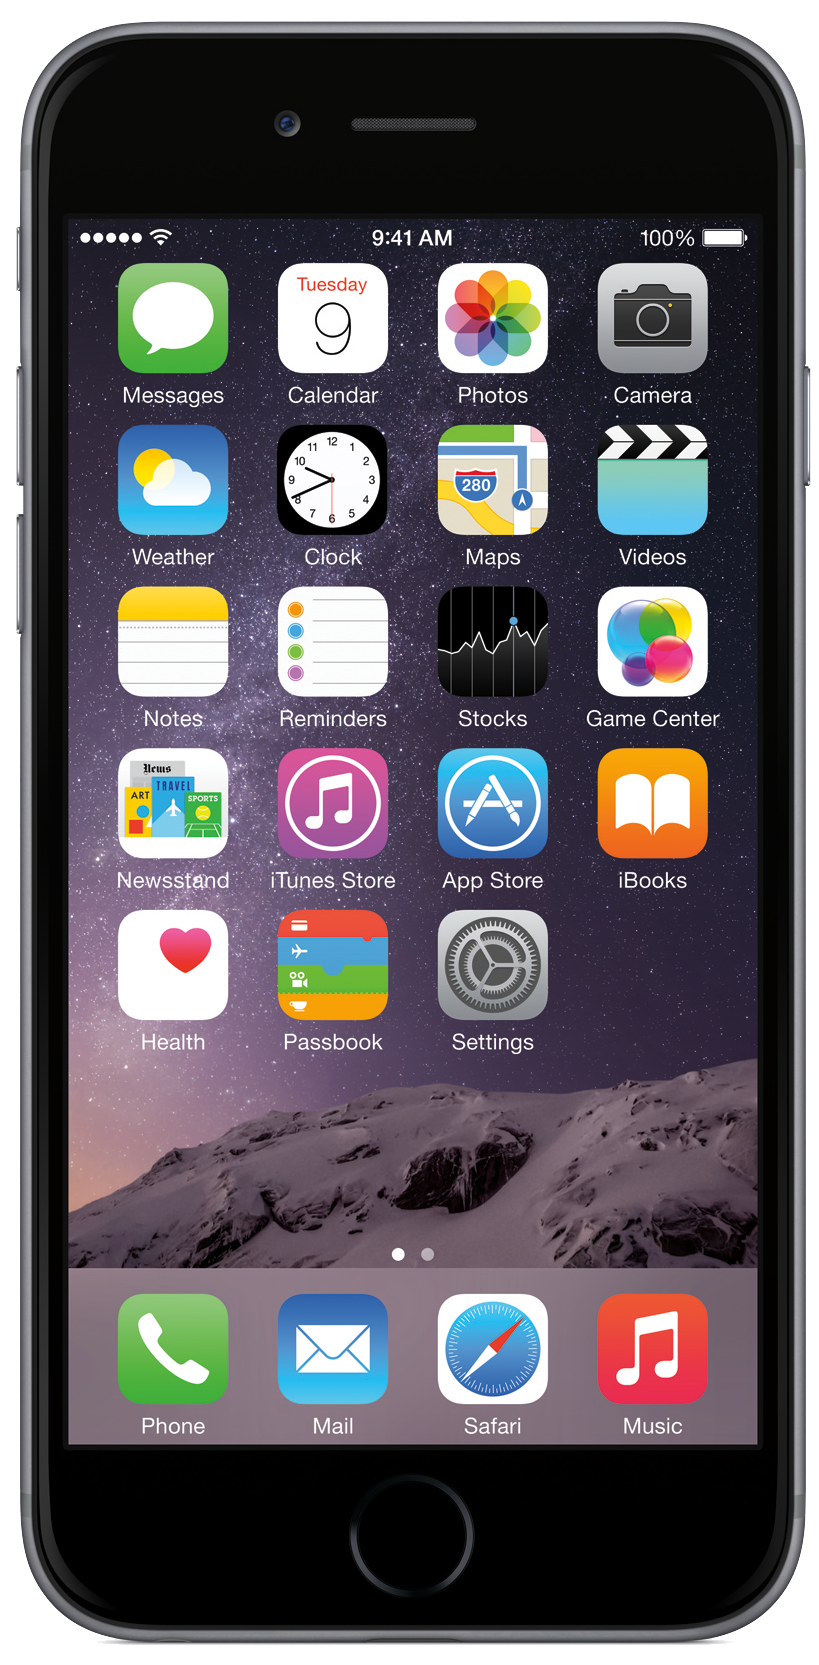 9:41 AM 100%
Tuesday
9
Messages Calendar Photos Camera
12
11 1
10 2
9 3
8 4
7 5
6
280
Weather Clock Maps Videos
Notes Reminders Stocks Game Center
News
TRAVEL
ART
SPORTS
Newsstand iTunes Store App Store iBooks
Health Passbook Settings
Phone Mail Safari Music